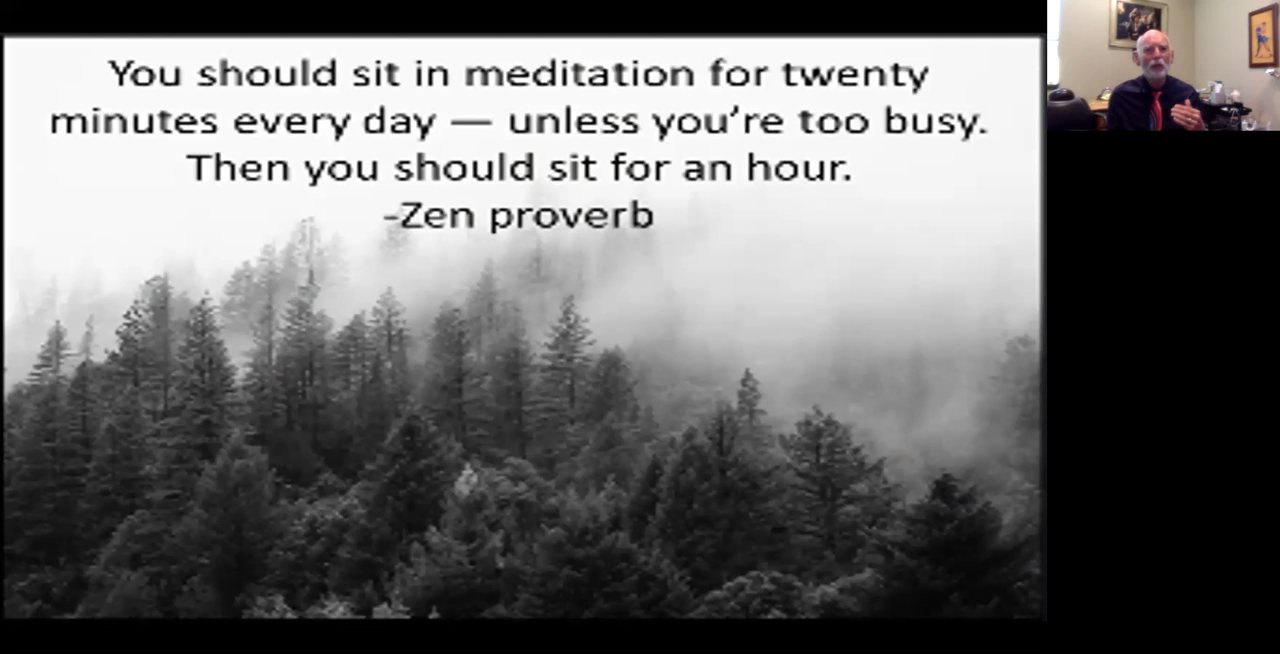 You should sit in meditation for twenty
minutes every day — unless you’re too busy.
Then you should sit for an hour.
-Zen proverb